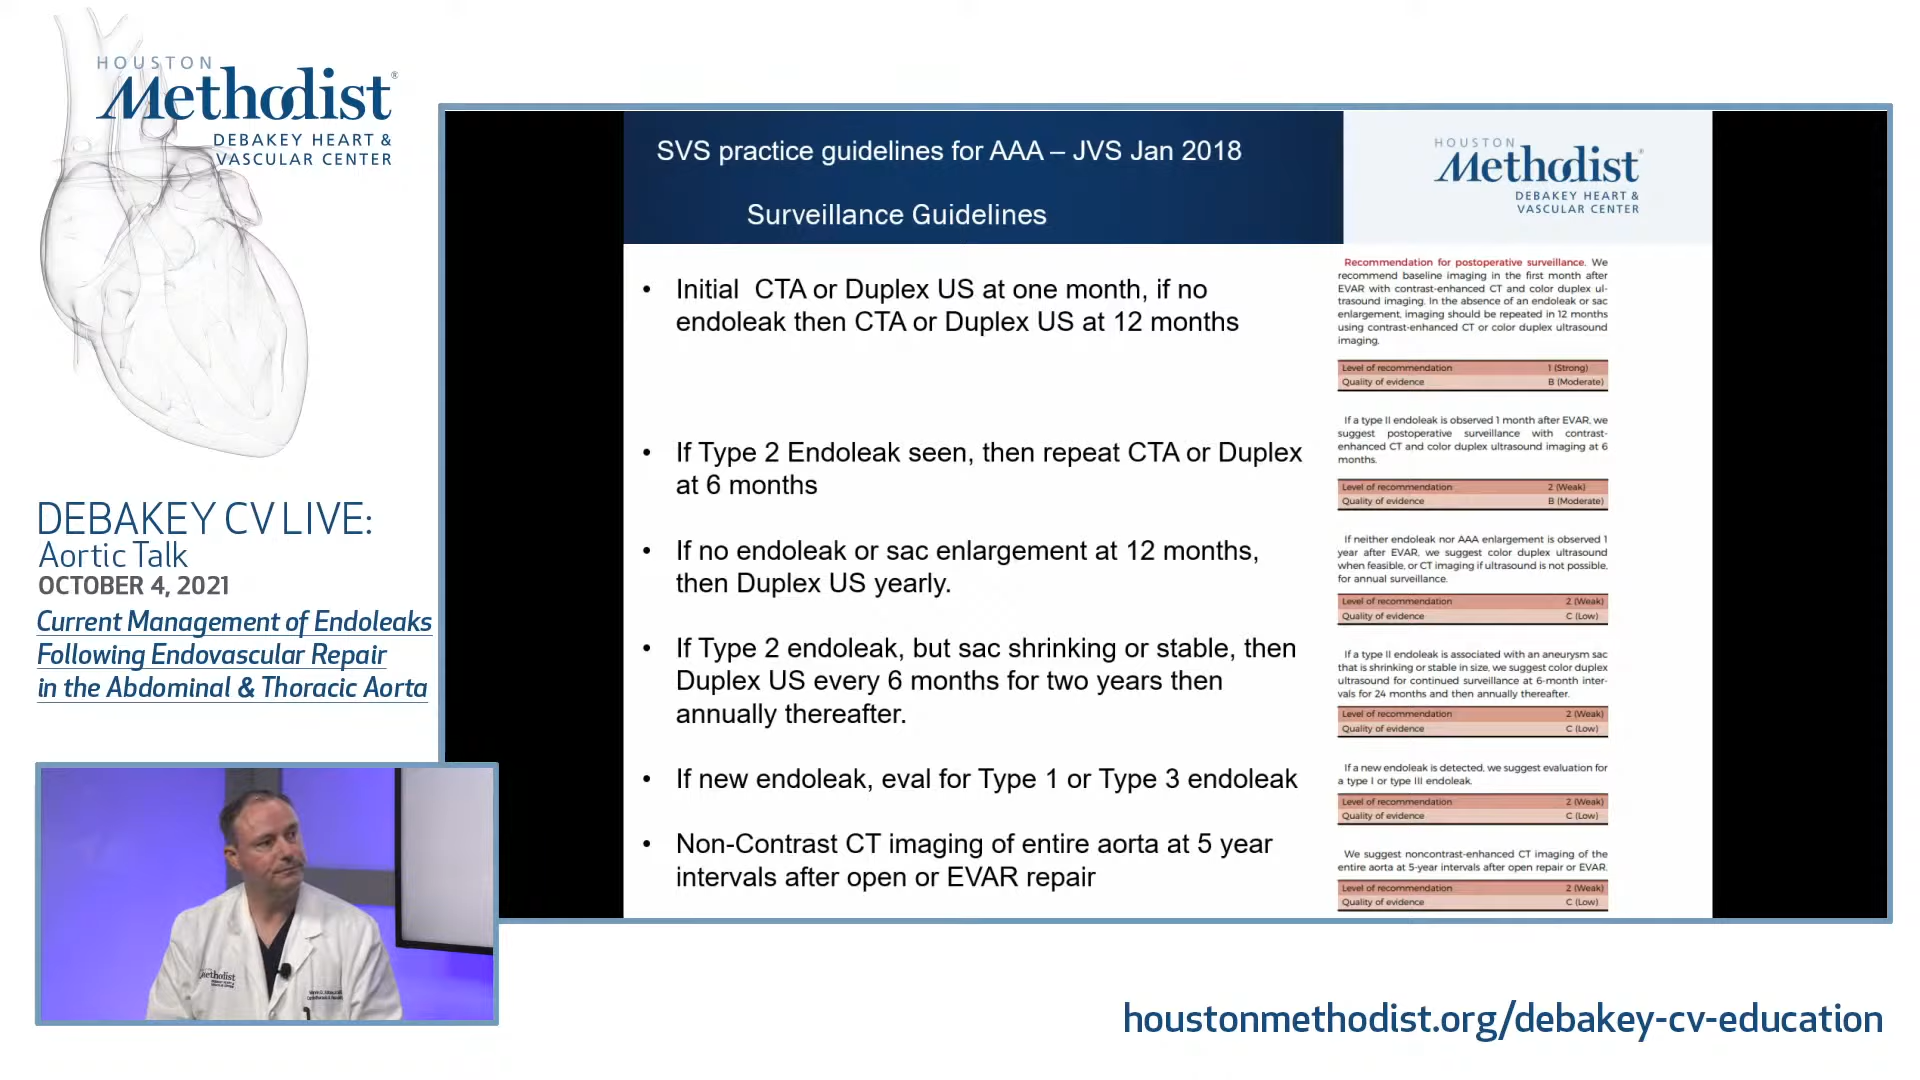 HOUSTON
Methodist®
DEBAKEY HEART &
VASCULAR CENTER
DEBAKEY CV LIVE:
Aortic Talk
OCTOBER 4, 2021
Current Management of Endoleaks
Following Endovascular Repair
in the Abdominal & Thoracic Aorta
SVS practice guidelines for AAA – JVS Jan 2018
Surveillance Guidelines
HOUSTON
Methodist®
DEBAKEY HEART &
VASCULAR CENTER
• Initial CTA or Duplex US at one month, if no
endoleak then CTA or Duplex US at 12 months
• If Type 2 Endoleak seen, then repeat CTA or Duplex
at 6 months
• If no endoleak or sac enlargement at 12 months,
then Duplex US yearly.
• If Type 2 endoleak, but sac shrinking or stable, then
Duplex US every 6 months for two years then
annually thereafter.
• If new endoleak, eval for Type 1 or Type 3 endoleak
• Non-Contrast CT imaging of entire aorta at 5 year
intervals after open or EVAR repair
Recommendation for postoperative surveillance. We
recommend baseline imaging in the first month after
EVAR with contrast-enhanced CT and color duplex ul-
trasound imaging. In the absence of an endoleak or sac
enlargement, imaging should be repeated in 12 months
using contrast-enhanced CT or color duplex ultrasound
imaging.
Level of recommendation 1 (Strong)
Quality of evidence B (Moderate)
If a type II endoleak is observed 1 month after EVAR, we
suggest postoperative surveillance with contrast-
enhanced CT and color duplex ultrasound imaging at 6
months.
Level of recommendation 2 (Weak)
Quality of evidence B (Moderate)
If neither endoleak nor AAA enlargement is observed 1
year after EVAR, we suggest color duplex ultrasound
when feasible, or CT imaging if ultrasound is not possible,
for annual surveillance.
Level of recommendation 2 (Weak)
Quality of evidence C (Low)
If a type II endoleak is associated with an aneurysm sac
that is shrinking or stable in size, we suggest color duplex
ultrasound for continued surveillance at 6-month inter-
vals for 24 months and then annually thereafter.
Level of recommendation 2 (Weak)
Quality of evidence C (Low)
If a new endoleak is detected, we suggest evaluation for
a type I or type III endoleak.
Level of recommendation 2 (Weak)
Quality of evidence C (Low)
We suggest noncontrast-enhanced CT imaging of the
entire aorta at 5-year intervals after open repair or EVAR.
Level of recommendation 2 (Weak)
Quality of evidence C (Low)
Methodist
houstonmethodist.org/debakey-cv-education